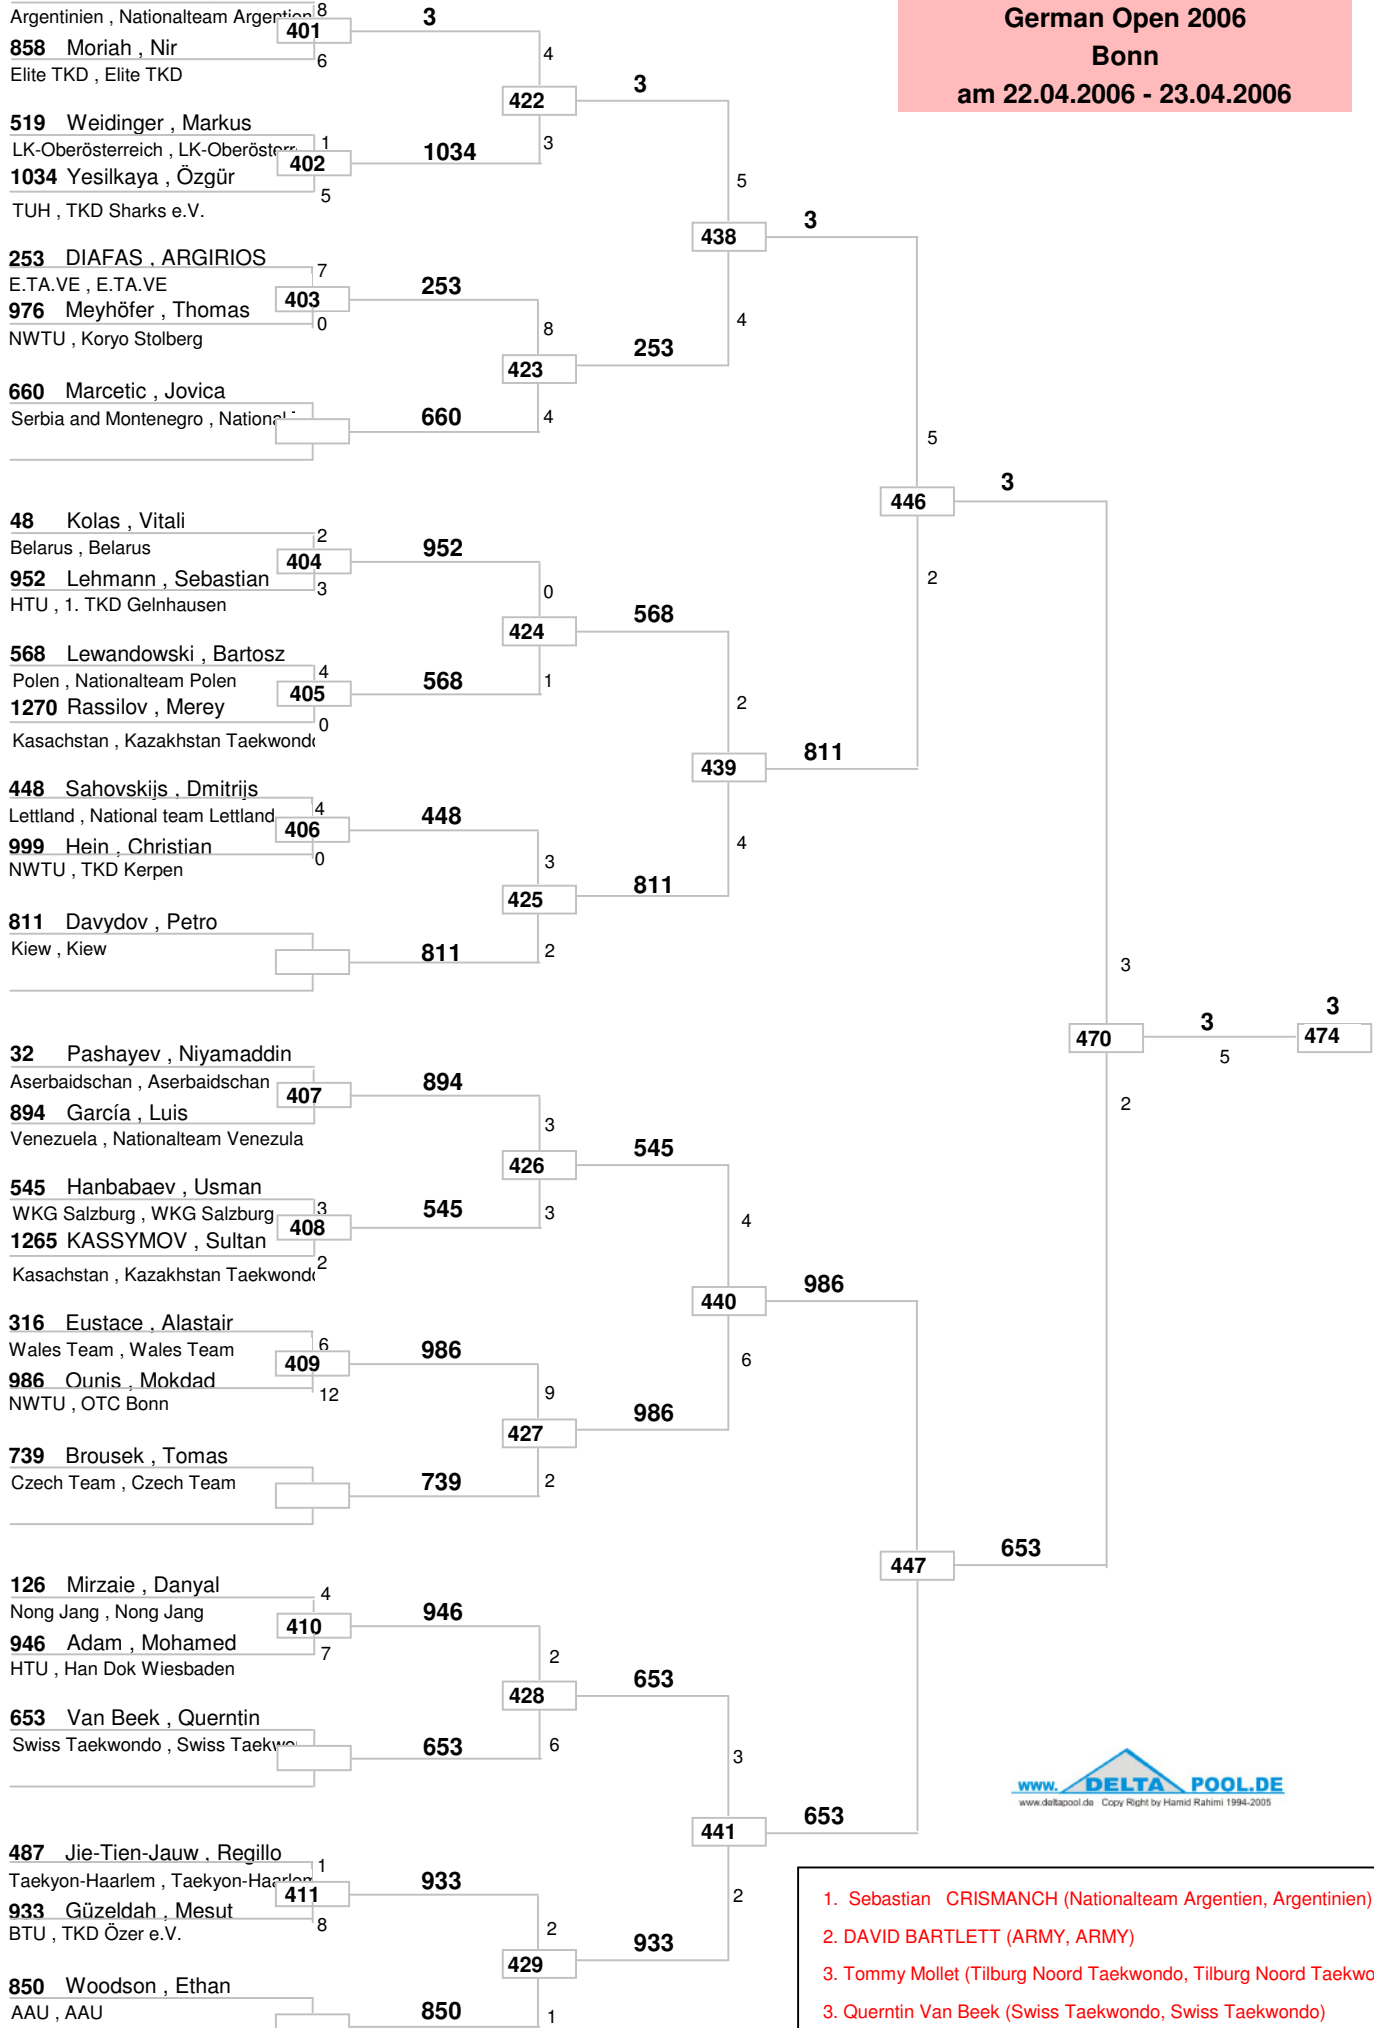 German Open 2006
Bonn
am 22.04.2006 - 23.04.2006
Argentinien , Nationalteam Argentinien
8
401
3
858 Moriah , Nir
6
Elite TKD , Elite TKD
4
422
3
3
519 Weidinger , Markus
1
LK-Oberösterreich , LK-Oberösterr
402
1034
1034 Yesilkaya , Özgür
5
TUH , TKD Sharks e.V.
5
438
3
4
253 DIAFAS , ARGIRIOS
7
E.TA.VE , E.TA.VE
403
253
976 Meyhöfer , Thomas
0
NWTU , Koryo Stolberg
8
423
253
4
660 Marcetic , Jovica
Serbia and Montenegro , National
660
5
446
3
2
48 Kolas , Vitali
2
Belarus , Belarus
404
952
952 Lehmann , Sebastian
3
HTU , 1. TKD Gelnhausen
0
424
568
1
568 Lewandowski , Bartosz
4
Polen , Nationalteam Polen
405
568
1270 Rassilov , Merey
0
Kasachstan , Kazakhstan Taekwondo
2
439
811
4
448 Sahovskijs , Dmitrijs
4
Lettland , National team Lettland
406
448
999 Hein , Christian
0
NWTU , TKD Kerpen
3
425
811
2
811 Davydov , Petro
Kiew , Kiew
811
3
470
3
5
3
474
2
32 Pashayev , Niyamaddin
Aserbaidschan , Aserbaidschan
407
894
894 García , Luis
Venezuela , Nationalteam Venezula
3
426
545
3
545 Hanbabaev , Usman
3
WKG Salzburg , WKG Salzburg
408
545
1265 KASSYMOV , Sultan
2
Kasachstan , Kazakhstan Taekwondo
4
440
986
6
316 Eustace , Alastair
6
Wales Team , Wales Team
409
986
986 Ounis , Mokdad
12
NWTU , OTC Bonn
9
427
986
2
739 Brousek , Tomas
Czech Team , Czech Team
739
447
653
126 Mirzaie , Danyal
4
Nong Jang , Nong Jang
410
946
946 Adam , Mohamed
7
HTU , Han Dok Wiesbaden
2
428
653
6
653 Van Beek , Querntin
Swiss Taekwondo , Swiss Taekwo
653
3
441
653
2
487 Jie-Tien-Jauw , Regillo
1
Taekyon-Haarlem , Taekyon-Haarlem
411
933
933 Güzeldah , Mesut
8
BTU , TKD Özer e.V.
2
429
933
1
850 Woodson , Ethan
AAU , AAU
850
www. DELTA POOL.DE
www.deltapool.de Copy Right by Hamid Rahimi 1994-2005
1. Sebastian CRISMANCH (Nationalteam Argentien, Argentinien)
2. DAVID BARTLETT (ARMY, ARMY)
3. Tommy Mollet (Tilburg Noord Taekwondo, Tilburg Noord Taekwo
3. Querntin Van Beek (Swiss Taekwondo, Swiss Taekwondo)